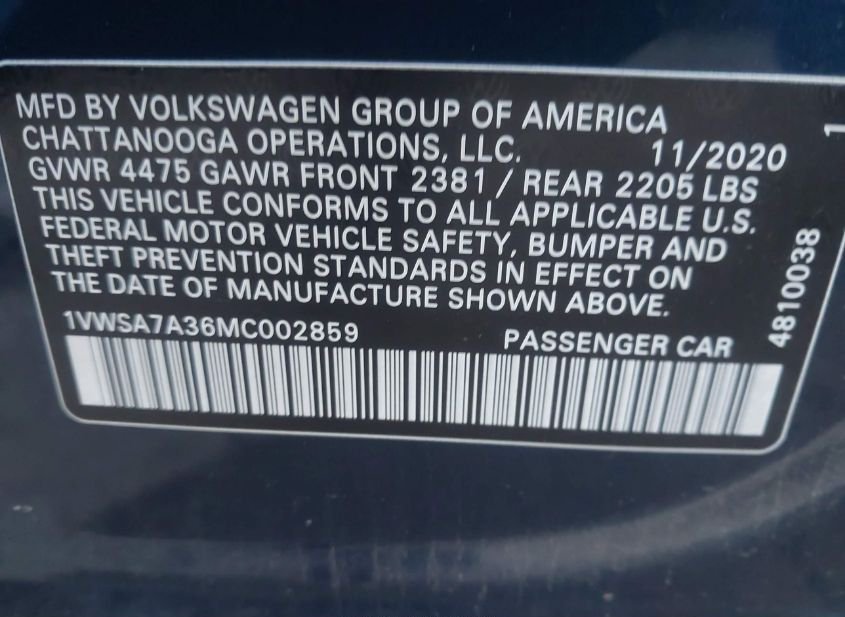 MFD BY VOLKSWAGEN GROUP OF AMERICA
CHATTANOOGA OPERATIONS, LLC. 11/2020
GVWR 4475 GAWR FRONT 2381 / REAR 2205 LBS
THIS VEHICLE CONFORMS TO ALL APPLICABLE U.S.
FEDERAL MOTOR VEHICLE SAFETY, BUMPER AND
THEFT PREVENTION STANDARDS IN EFFECT ON
THE DATE OF MANUFACTURE SHOWN ABOVE.
1VWSA7A36MC002859 PASSENGER CAR
4810038 1